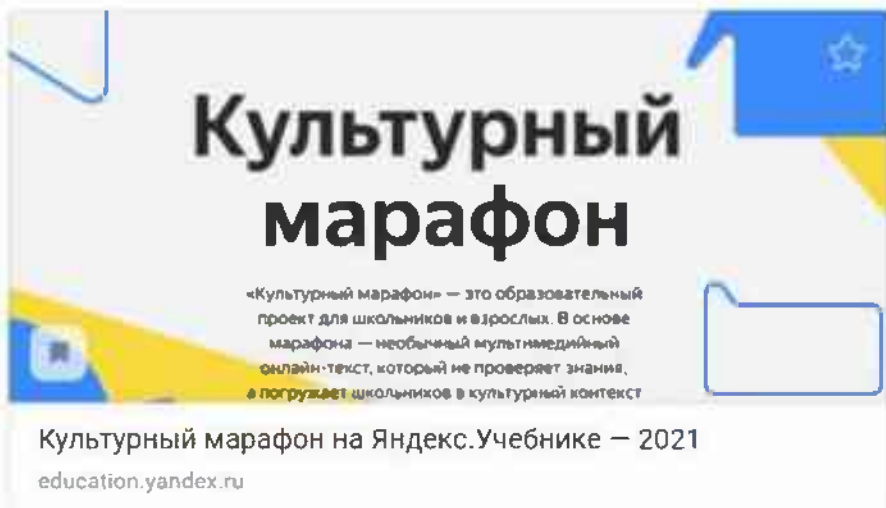 Культурный
марафон
«Культурный марафон» — это образовательный
проект для школьников и взрослых. В основе
марафона — необычный мультимедийный
онлайн-текст, который не проверяет знания,
а погружает школьников в культурный контекст
Культурный марафон на Яндекс.Учебнике — 2021
education.yandex.ru